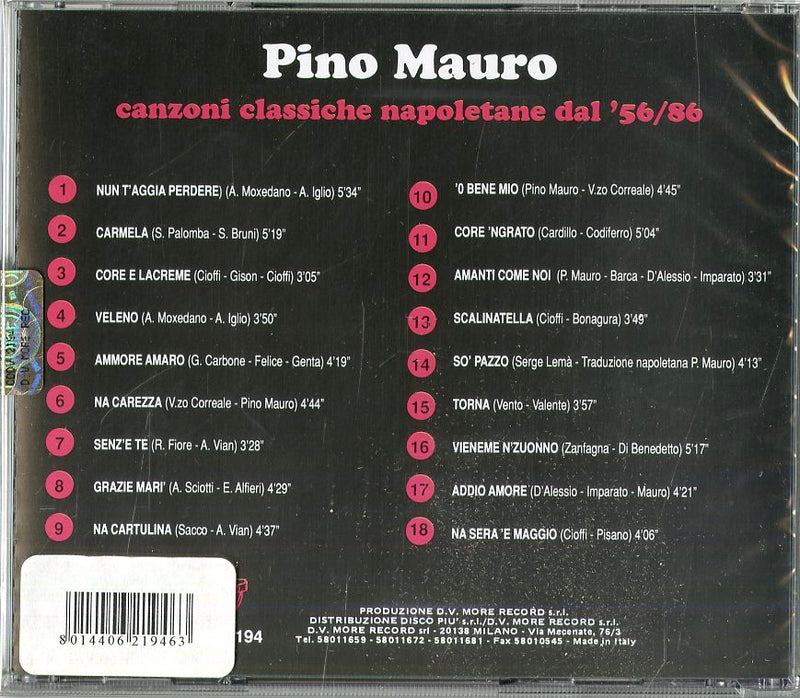 Pino Mauro
canzoni classiche napoletane dal '56/86
1 NUN T'AGGIA PERDERE) (A. Moxedano - A. Iglio) 5'34"
2 CARMELA (S. Palomba - S. Bruni) 5'19"
3 CORE E LACREME (Cioffi - Gison - Cioffi) 3'05"
4 VELENO (A. Moxedano - A. Iglio) 3'50"
5 AMMORE AMARO (G. Carbone - Felice - Genta) 4'19"
6 NA CAREZZA (V.zo Correale - Pino Mauro) 4'44"
7 SENZ'E TE (R. Fiore - A. Vian) 3'28"
8 GRAZIE MARI' (A. Sciotti - E. Alfieri) 4'29"
9 NA CARTULINA (Sacco - A. Vian) 4'37"
10 'O BENE MIO (Pino Mauro - V.zo Correale) 4'45"
11 CORE 'NGRATO (Cardillo - Codiferro) 5'04"
12 AMANTI COME NOI (P. Mauro - Barca - D'Alessio - Imparato) 3'31"
13 SCALINATELLA (Cioffi - Bonagura) 3'49"
14 SO' PAZZO (Serge Lemà - Traduzione napoletana P. Mauro) 4'13"
15 TORNA (Vento - Valente) 3'57"
16 VIENEME N'ZUONNO (Zanfagna - Di Benedetto) 5'17"
17 ADDIO AMORE (D'Alessio - Imparato - Mauro) 4'21"
18 NA SERA 'E MAGGIO (Cioffi - Pisano) 4'06"
8014406 219463
194
PRODUZIONE D.V. MORE RECORD s.r.l.
DISTRIBUZIONE DISCO PIU' s.r.l./D.V. MORE RECORD s.r.l.
D.V. MORE RECORD srl - 20138 MILANO - Via Mecenate, 76/3
Tel. 58011659 - 58011672 - 58011681 - Fax 58010545 - Made in Italy